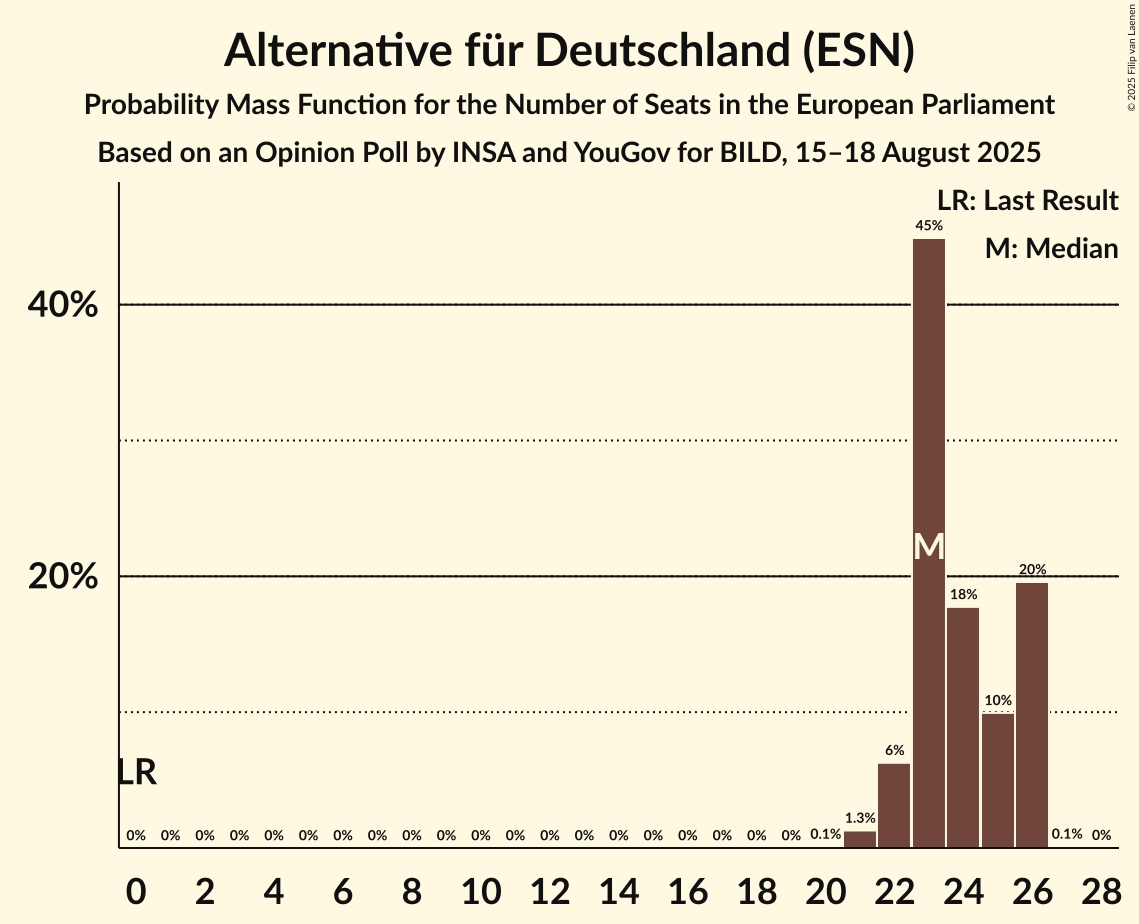 Alternative für Deutschland (ESN)
Probability Mass Function for the Number of Seats in the European Parliament
Based on an Opinion Poll by INSA and YouGov for BILD, 15–18 August 2025
© 2025 Filip van Laenen
LR: Last Result
M: Median
45%
40%
M
20%
20%
18%
10%
6%
LR
1.3%
0% 0% 0% 0% 0% 0% 0% 0% 0% 0% 0% 0% 0% 0% 0% 0% 0% 0% 0% 0% 0.1% 0.1% 0%
0 2 4 6 8 10 12 14 16 18 20 22 24 26 28